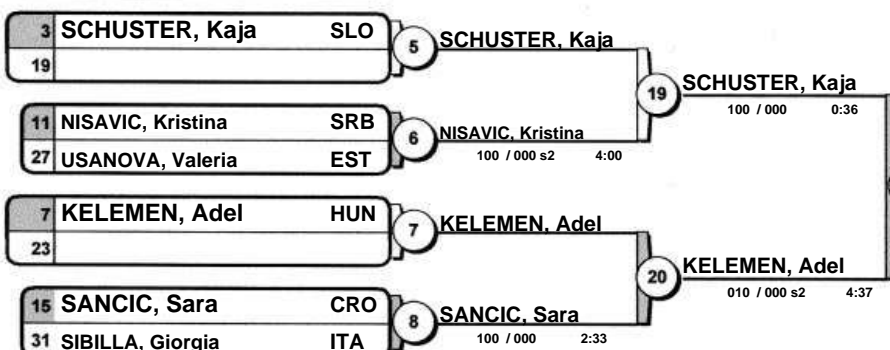 3 SCHUSTER, Kaja SLO
19
5 SCHUSTER, Kaja
11 NISAVIC, Kristina SRB
27 USANOVA, Valeria EST
6 NISAVIC, Kristina
100 / 000 s2 4:00
19 SCHUSTER, Kaja
100 / 000 0:36
7 KELEMEN, Adel HUN
23
7 KELEMEN, Adel
15 SANCIC, Sara CRO
31 SIBILLA, Giorgia ITA
8 SANCIC, Sara
100 / 000 2:33
20 KELEMEN, Adel
010 / 000 s2 4:37